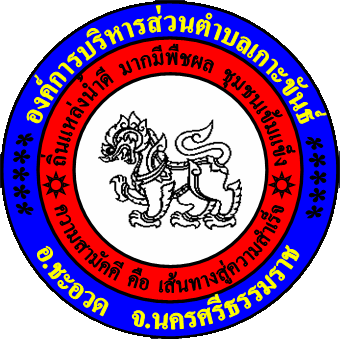 องค์การบริหารส่วนตำบลเกาะขันธ์
ถิ่นแหล่งน้ำดี มากมีพืชผล ชุมชนเข้มแข็ง
ความสามัคคี คือ เส้นทางสู่ความสำเร็จ
อ.ชะอวด จ.นครศรีธรรมราช